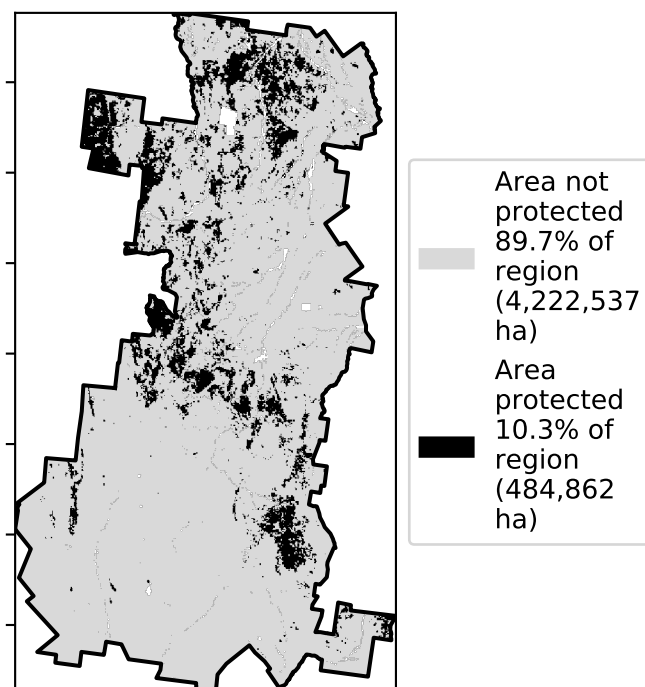 Area not
protected
89.7% of
region
(4,222,537
ha)
Area
protected
10.3% of
region
(484,862
ha)